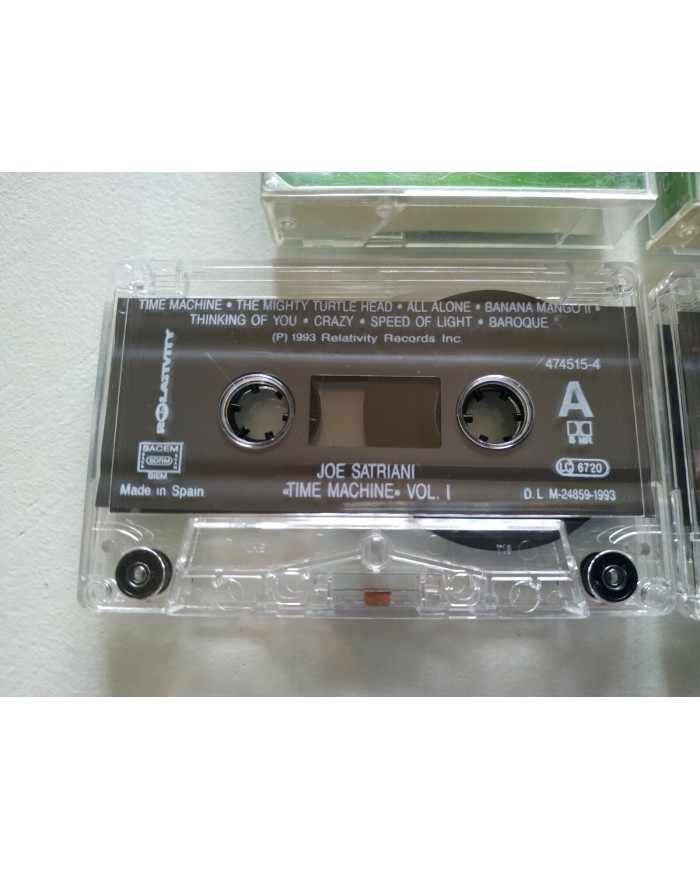 TIME MACHINE • THE MIGHTY TURTLE HEAD • ALL ALONE • BANANA MANGO II •
THINKING OF YOU • CRAZY • SPEED OF LIGHT • BAROQUE
(P) 1993 Relativity Records Inc.
RELATIVITY
474515-4
A
NR
SACEM
SDRM
BIEM
LC 6720
JOE SATRIANI
Made in Spain
«TIME MACHINE» VOL. I
D. L. M-24859-1993